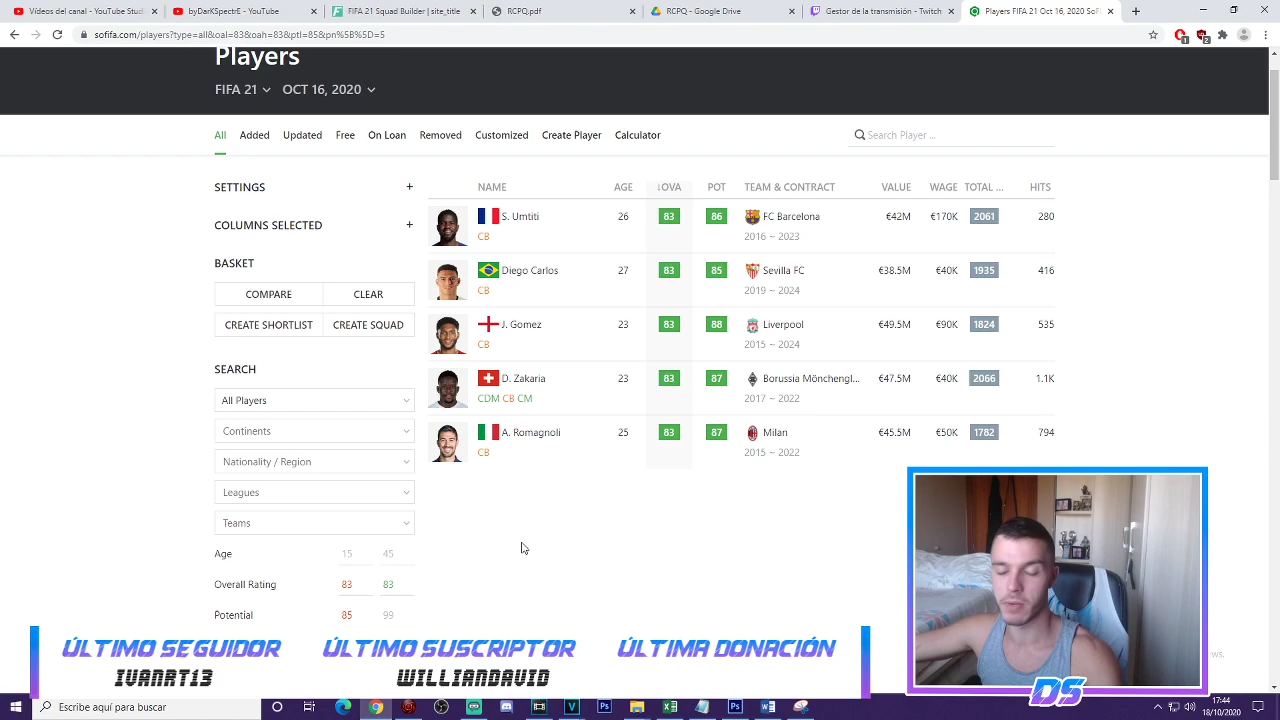 Vídeos del canal - YouTube Studi
byDarKSpectrE - YouTube
FIFA 21 Squad Builder | site_title
RCPQ.pdf
RCPQ - Google Drive
Gestor de la transmisión - Twitch
Players FIFA 21 Oct 16, 2020 SoFI
sofifa.com/players?type=all&oal=83&oah=83&ptl=85&pn%5B%5D=5
Players
FIFA 21 OCT 16, 2020
All Added Updated Free On Loan Removed Customized Create Player Calculator Search Player ...
SETTINGS +
COLUMNS SELECTED +
BASKET
COMPARE CLEAR
CREATE SHORTLIST CREATE SQUAD
SEARCH
All Players
Continents
Nationality / Region
Leagues
Teams
Age 15 45
Overall Rating 83 83
Potential 85 99
NAME AGE ↓OVA POT TEAM & CONTRACT VALUE WAGE TOTAL ... HITS
S. Umtiti 26 83 86 FC Barcelona €42M €170K 2061 280
CB 2016 ~ 2023
Diego Carlos 27 83 85 Sevilla FC €38.5M €40K 1935 416
CB 2019 ~ 2024
J. Gomez 23 83 88 Liverpool €49.5M €90K 1824 535
CB 2015 ~ 2024
D. Zakaria 23 83 87 Borussia Mönchengl... €47.5M €40K 2066 1.1K
CDM CB CM 2017 ~ 2022
A. Romagnoli 25 83 87 Milan €45.5M €50K 1782 794
CB 2015 ~ 2022
ws.
ÚLTIMO SEGUIDOR ÚLTIMO SUSCRIPTOR ÚLTIMA DONACIÓN
IVANRT13 WILLIANDAVID
DS
Escribe aquí para buscar
17:44
18/10/2020